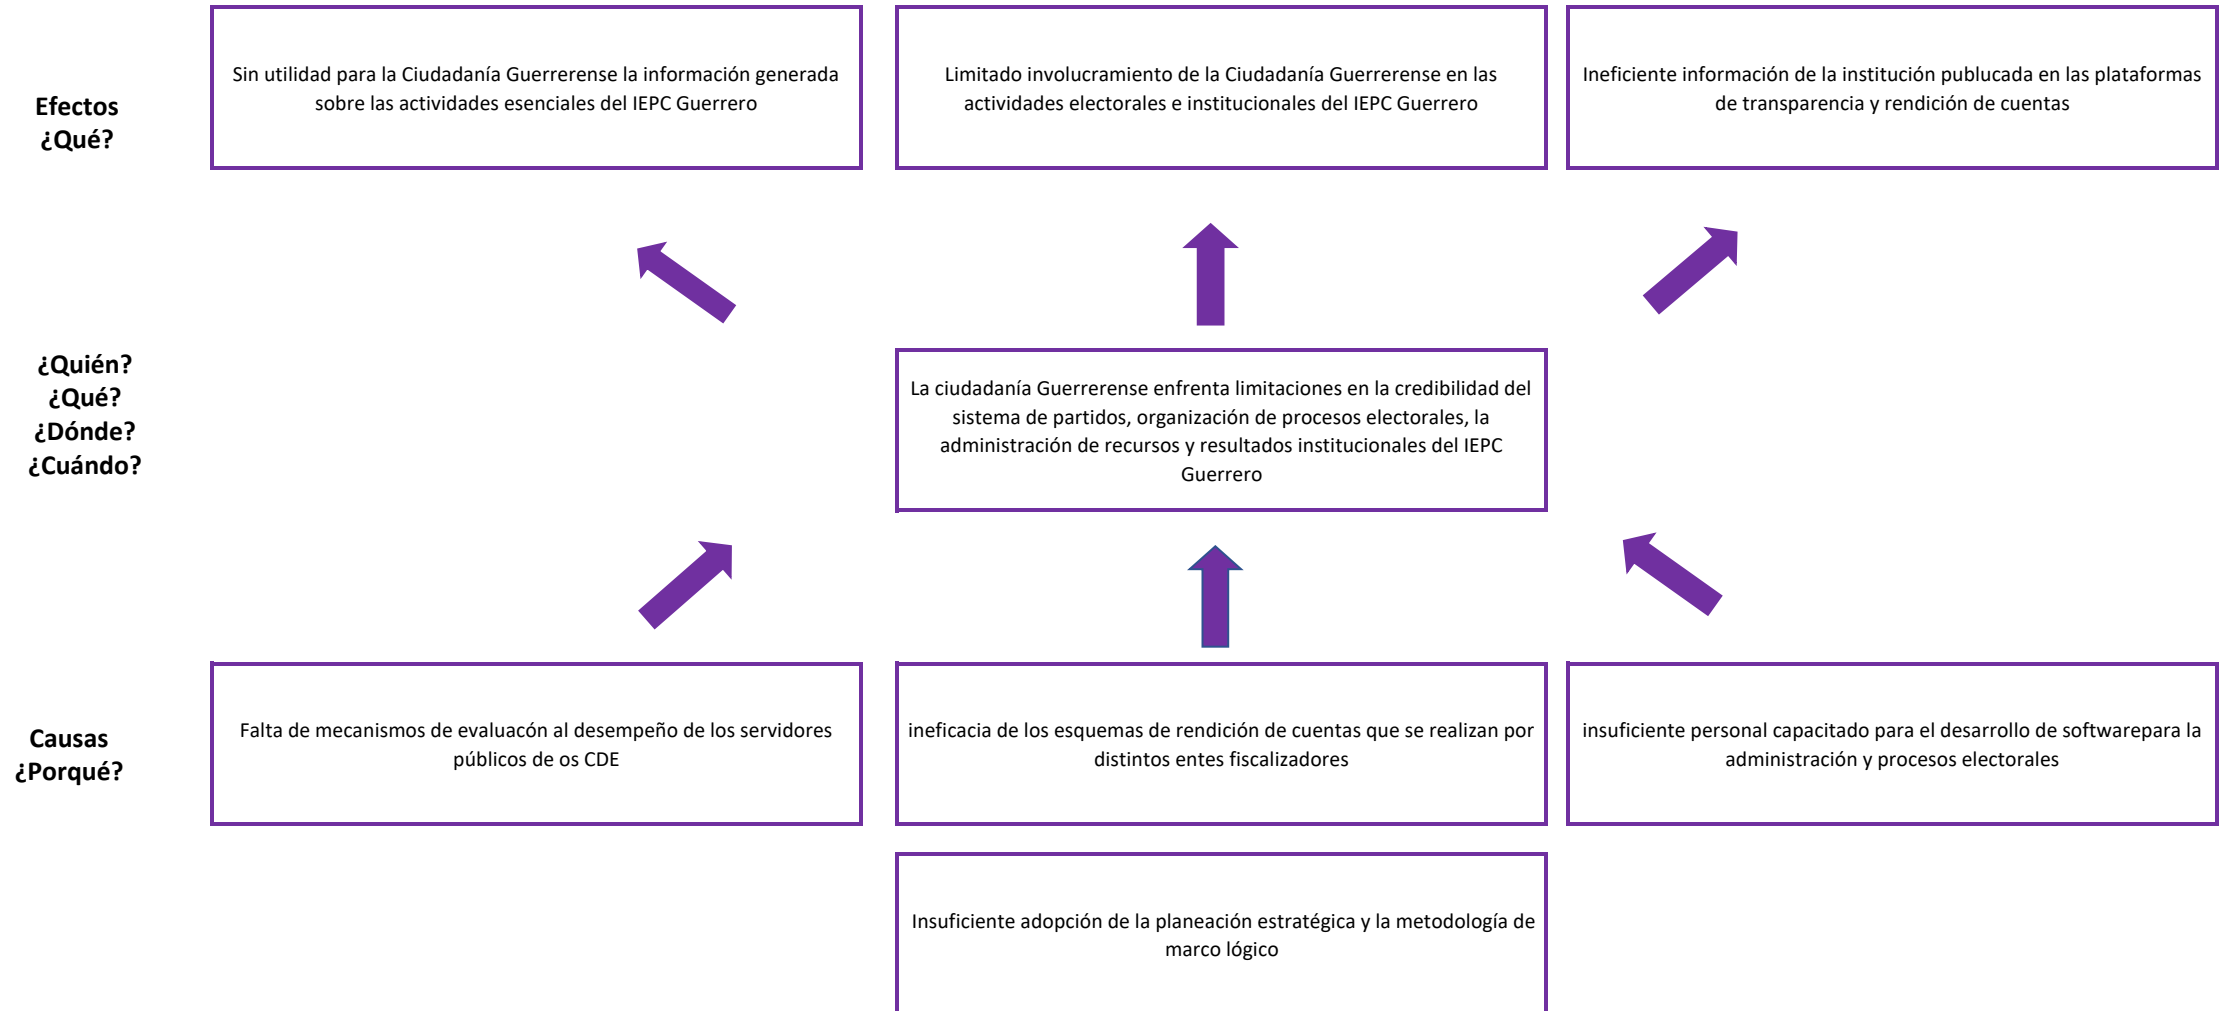 Efectos
¿Qué?
Sin utilidad para la Ciudadanía Guerrerense la información generada
sobre las actividades esenciales del IEPC Guerrero
Limitado involucramiento de la Ciudadanía Guerrerense en las
actividades electorales e institucionales del IEPC Guerrero
Ineficiente información de la institución publucada en las plataformas
de transparencia y rendición de cuentas
¿Quién?
¿Qué?
¿Dónde?
¿Cuándo?
La ciudadanía Guerrerense enfrenta limitaciones en la credibilidad del
sistema de partidos, organización de procesos electorales, la
administración de recursos y resultados institucionales del IEPC
Guerrero
Causas
¿Porqué?
Falta de mecanismos de evaluacón al desempeño de los servidores
públicos de os CDE
ineficacia de los esquemas de rendición de cuentas que se realizan por
distintos entes fiscalizadores
insuficiente personal capacitado para el desarrollo de softwarepara la
administración y procesos electorales
Insuficiente adopción de la planeación estratégica y la metodología de
marco lógico